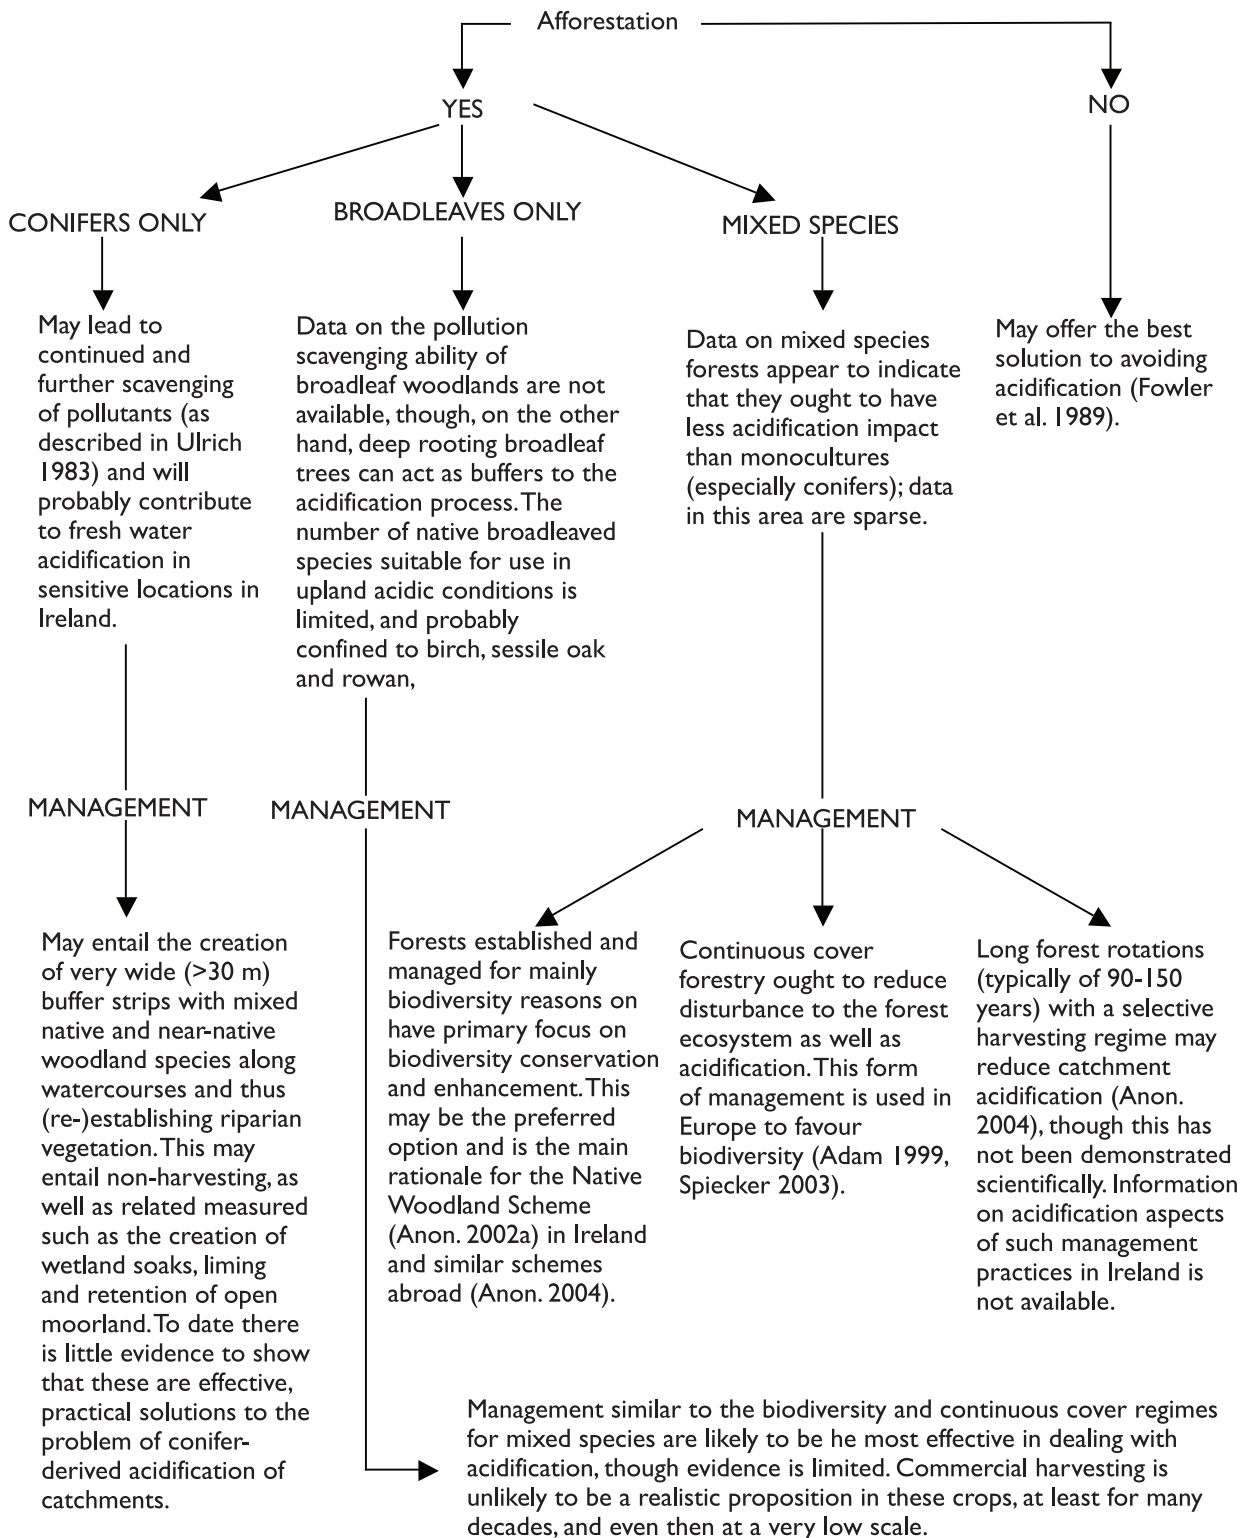 Afforestation
YES
NO
CONIFERS ONLY
BROADLEAVES ONLY
MIXED SPECIES
May lead to
continued and
further scavenging
of pollutants (as
described in Ulrich
1983) and will
probably contribute
to fresh water
acidification in
sensitive locations in
Ireland.
Data on the pollution
scavenging ability of
broadleaf woodlands are not
available, though, on the other
hand, deep rooting broadleaf
trees can act as buffers to the
acidification process. The
number of native broadleaved
species suitable for use in
upland acidic conditions is
limited, and probably
confined to birch, sessile oak
and rowan,
Data on mixed species
forests appear to indicate
that they ought to have
less acidification impact
than monocultures
(especially conifers); data
in this area are sparse.
May offer the best
solution to avoiding
acidification (Fowler
et al. 1989).
MANAGEMENT
MANAGEMENT
MANAGEMENT
May entail the creation
of very wide (>30 m)
buffer strips with mixed
native and near-native
woodland species along
watercourses and thus
(re-)establishing riparian
vegetation. This may
entail non-harvesting, as
well as related measured
such as the creation of
wetland soaks, liming
and retention of open
moorland. To date there
is little evidence to show
that these are effective,
practical solutions to the
problem of conifer-
derived acidification of
catchments.
Forests established and
managed for mainly
biodiversity reasons on
have primary focus on
biodiversity conservation
and enhancement. This
may be the preferred
option and is the main
rationale for the Native
Woodland Scheme
(Anon. 2002a) in Ireland
and similar schemes
abroad (Anon. 2004).
Continuous cover
forestry ought to reduce
disturbance to the forest
ecosystem as well as
acidification. This form
of management is used in
Europe to favour
biodiversity (Adam 1999,
Spiecker 2003).
Long forest rotations
(typically of 90-150
years) with a selective
harvesting regime may
reduce catchment
acidification (Anon.
2004), though this has
not been demonstrated
scientifically. Information
on acidification aspects
of such management
practices in Ireland is
not available.
Management similar to the biodiversity and continuous cover regimes
for mixed species are likely to be he most effective in dealing with
acidification, though evidence is limited. Commercial harvesting is
unlikely to be a realistic proposition in these crops, at least for many
decades, and even then at a very low scale.